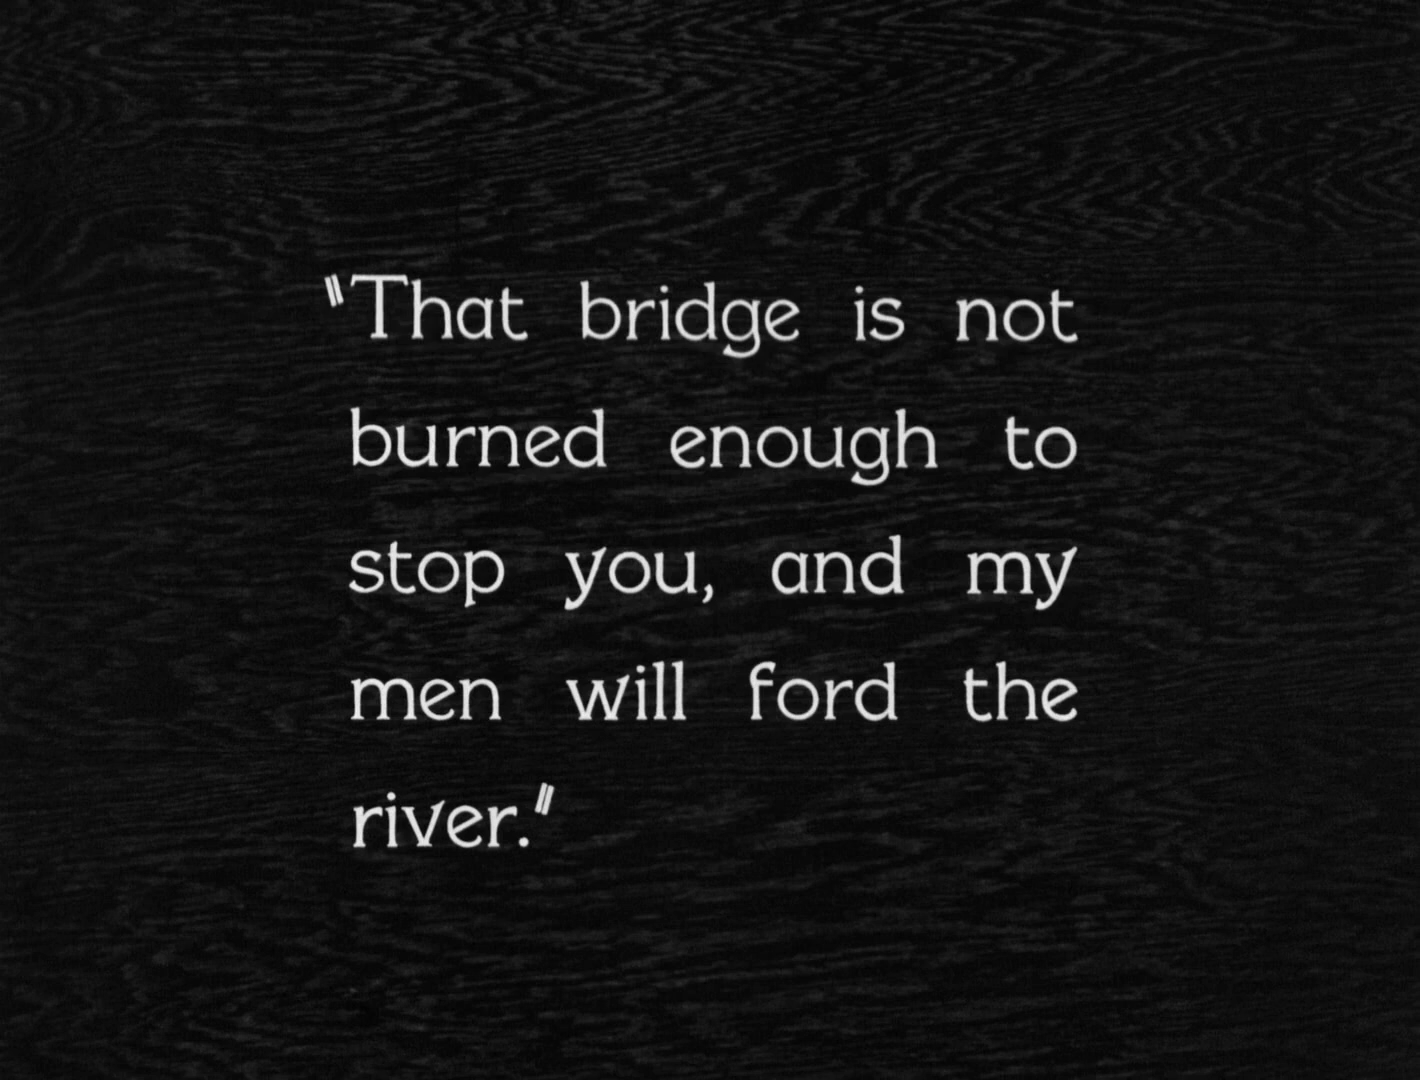 "That bridge is not
burned enough to
stop you, and my
men will ford the
river."